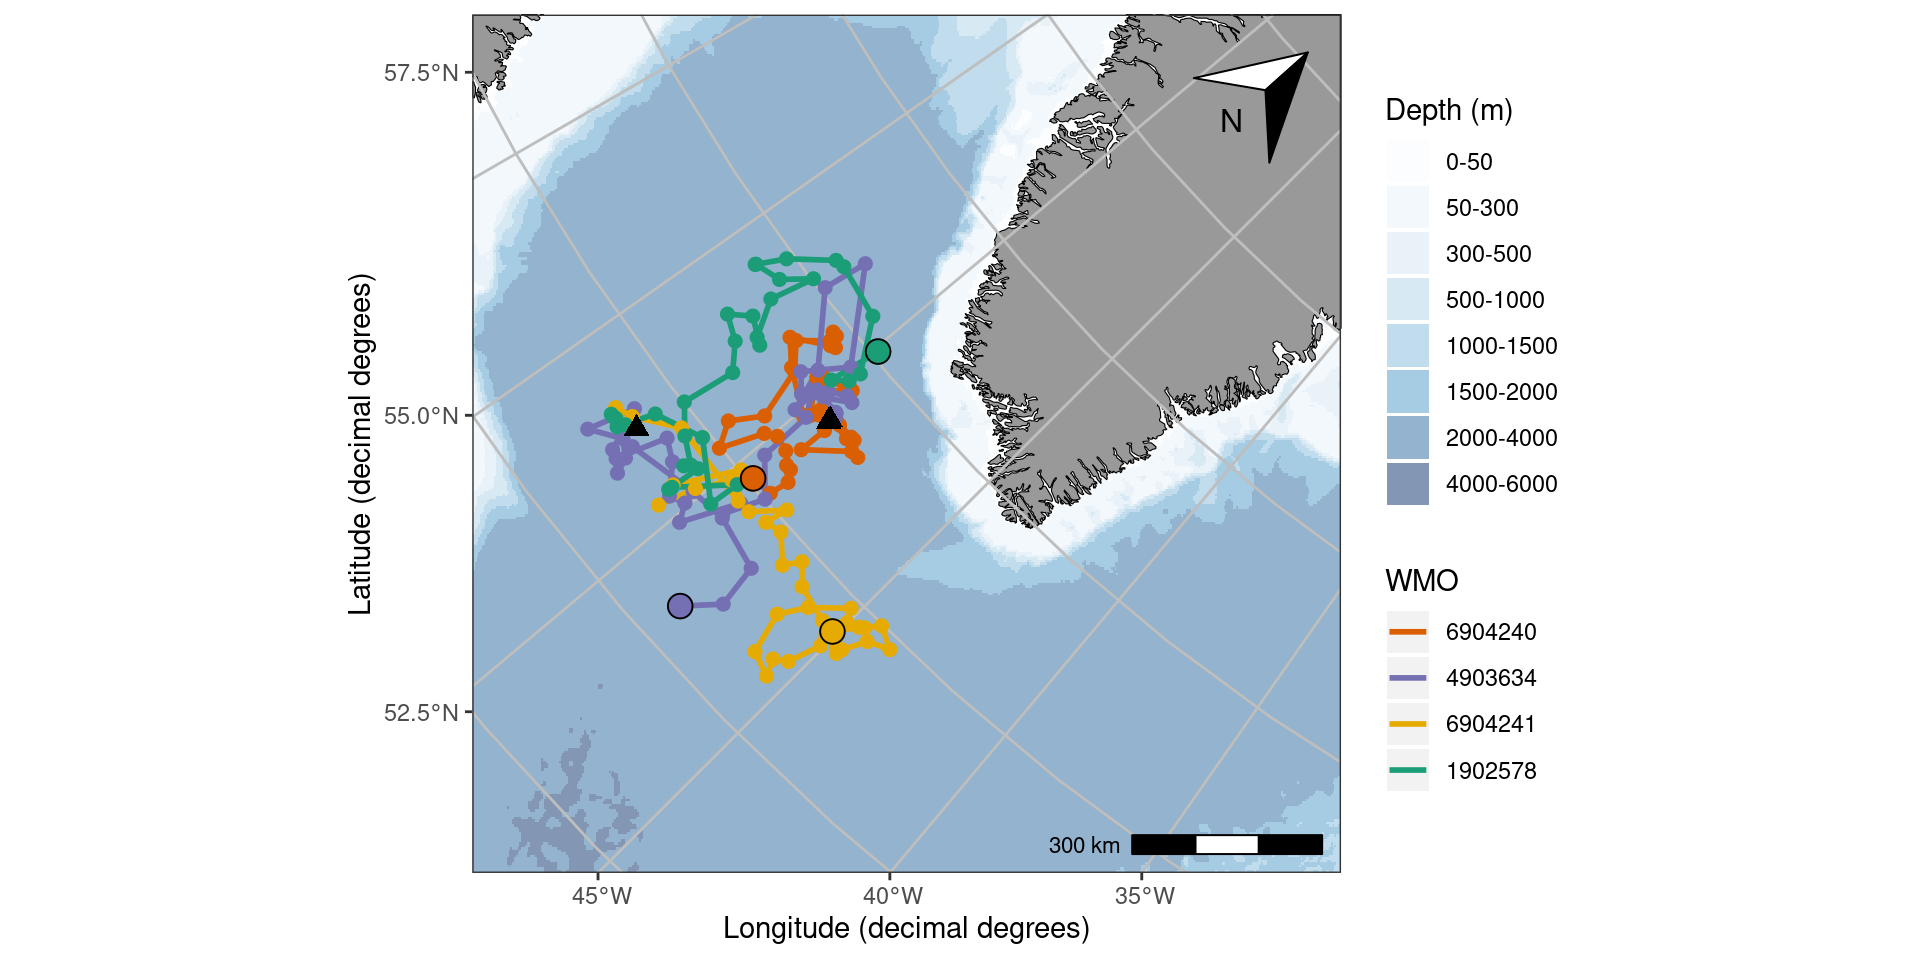 57.5°N
55.0°N
52.5°N
Latitude (decimal degrees)
N
300 km
45°W
40°W
35°W
Longitude (decimal degrees)
Depth (m)
0-50
50-300
300-500
500-1000
1000-1500
1500-2000
2000-4000
4000-6000
WMO
6904240
4903634
6904241
1902578